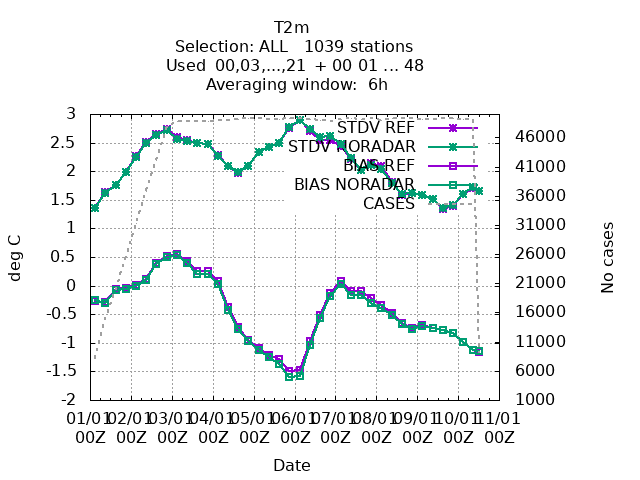 T2m
Selection: ALL   1039 stations
Used  00,03,...,21  + 00 01 ... 48
Averaging window:  6h
STDV REF
STDV NORADAR
BIAS REF
BIAS NORADAR
CASES
3
2.5
2
1.5
1
0.5
0
-0.5
-1
-1.5
-2
deg C
46000
41000
36000
31000
26000
21000
16000
11000
6000
1000
No cases
01/01 02/01 03/01 04/01 05/01 06/01 07/01 08/01 09/01 10/01 11/01
00Z 00Z 00Z 00Z 00Z 00Z 00Z 00Z 00Z 00Z 00Z
Date